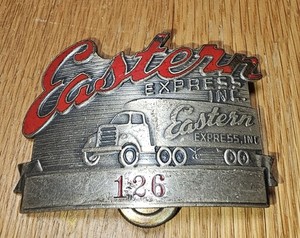 Eastern
EXPRESS
INC.
Eastern
EXPRESS, INC.
126